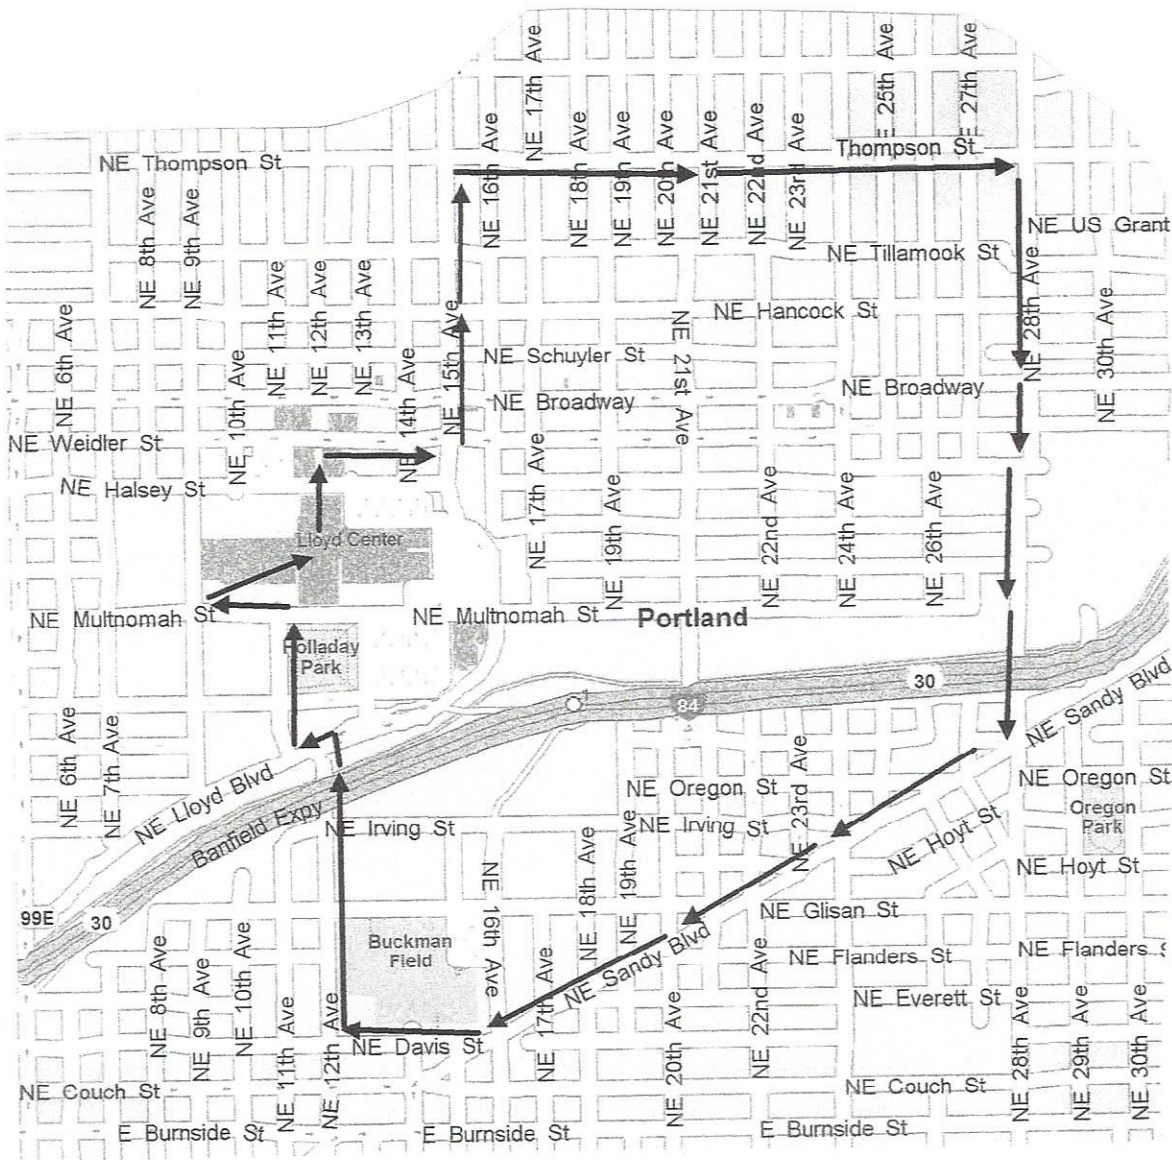 NE 17th Ave
E 25th Ave
E 27th Ave
NE Thompson St
NE 16th Ave
NE 18th Ave
NE 19th Ave
NE 20th Ave
NE 21st Ave
NE 22nd Ave
NE 23rd Ave
Thompson St
NE 8th Ave
NE 9th Ave
NE US Grant
NE Tillamook St
NE 11th Ave
NE 12th Ave
NE 13th Ave
NE 28th Ave
NE 30th Ave
NE Hancock St
NE 6th Ave
NE 10th Ave
NE 14th Ave
NE 15th Ave
NE Schuyler St
NE 21st Ave
NE Broadway
NE Broadway
NE Weidler St
NE Halsey St
NE 17th Ave
NE 19th Ave
NE 22nd Ave
NE 24th Ave
NE 26th Ave
Lloyd Center
NE Multnomah St
NE Multnomah St
Portland
Holladay
Park
30
1
84
NE Sandy Blvd
NE 6th Ave
NE 7th Ave
NE Lloyd Blvd
Banfield Expy
NE Oregon St
NE 23rd Ave
NE Oregon St
Oregon
Park
NE Irving St
NE Irving St
NE Hoyt St
NE Hoyt St
NE 16th Ave
NE 18th Ave
NE 19th Ave
99E
30
NE Glisan St
Buckman
Field
NE Sandy Blvd
NE Flanders St
NE Flanders S
NE 8th Ave
NE 9th Ave
NE 10th Ave
NE 11th Ave
NE 12th Ave
NE 17th Ave
NE 20th Ave
NE 22nd Ave
NE Everett St
NE 28th Ave
NE 29th Ave
NE 30th Ave
NE Davis St
NE Couch St
NE Couch St
E Burnside St
E Burnside St
E Burnside St